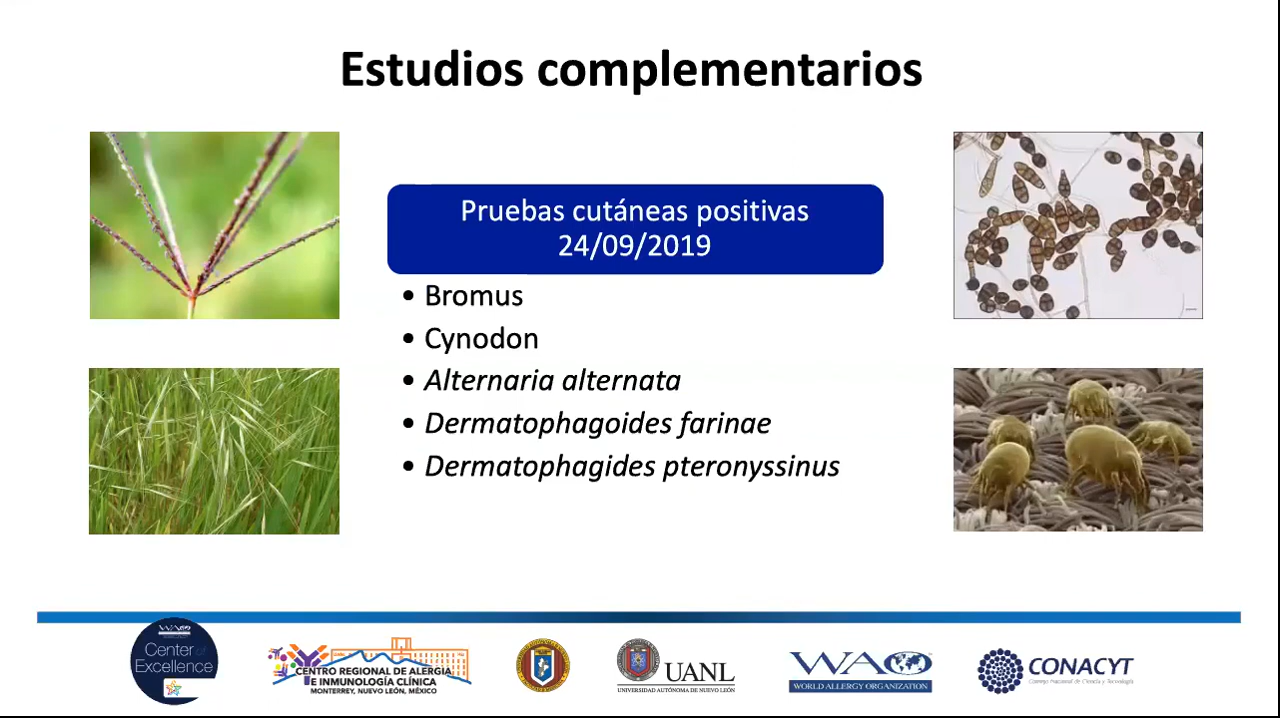 Estudios complementarios
Pruebas cutáneas positivas
24/09/2019
• Bromus
• Cynodon
• Alternaria alternata
• Dermatophagoides farinae
• Dermatophagides pteronyssinus
WAO
Center of
Excellence
CENTRO REGIONAL DE ALERGIA
E INMUNOLOGÍA CLÍNICA
MONTERREY, NUEVO LEÓN, MÉXICO
UANL
UNIVERSIDAD AUTÓNOMA DE NUEVO LEÓN
WAO
WORLD ALLERGY ORGANIZATION
CONACYT
Consejo Nacional de Ciencia y Tecnología